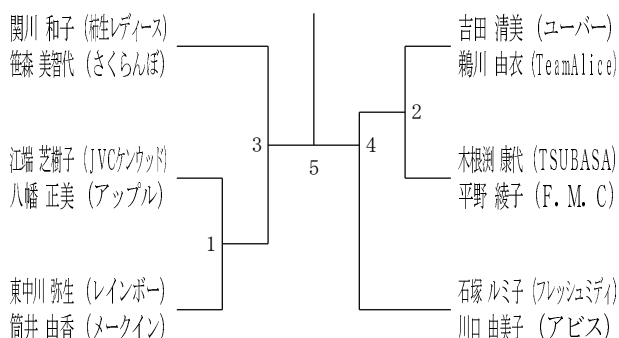 関川 和子 (柿生レディース)
笹森 美智代 (さくらんぼ)
江端 芝樹子 (JVCケンウッド)
八幡 正美 (アップル)
東中川 弥生 (レインボー)
筒井 由香 (メークイン)
1
3
5
4
2
吉田 清美 (ユーバー)
鵜川 由衣 (TeamAlice)
木根渕 康代 (TSUBASA)
平野 綾子 (F.M.C)
石塚 ルミ子 (フレッシュミディ)
川口 由美子 (アビス)